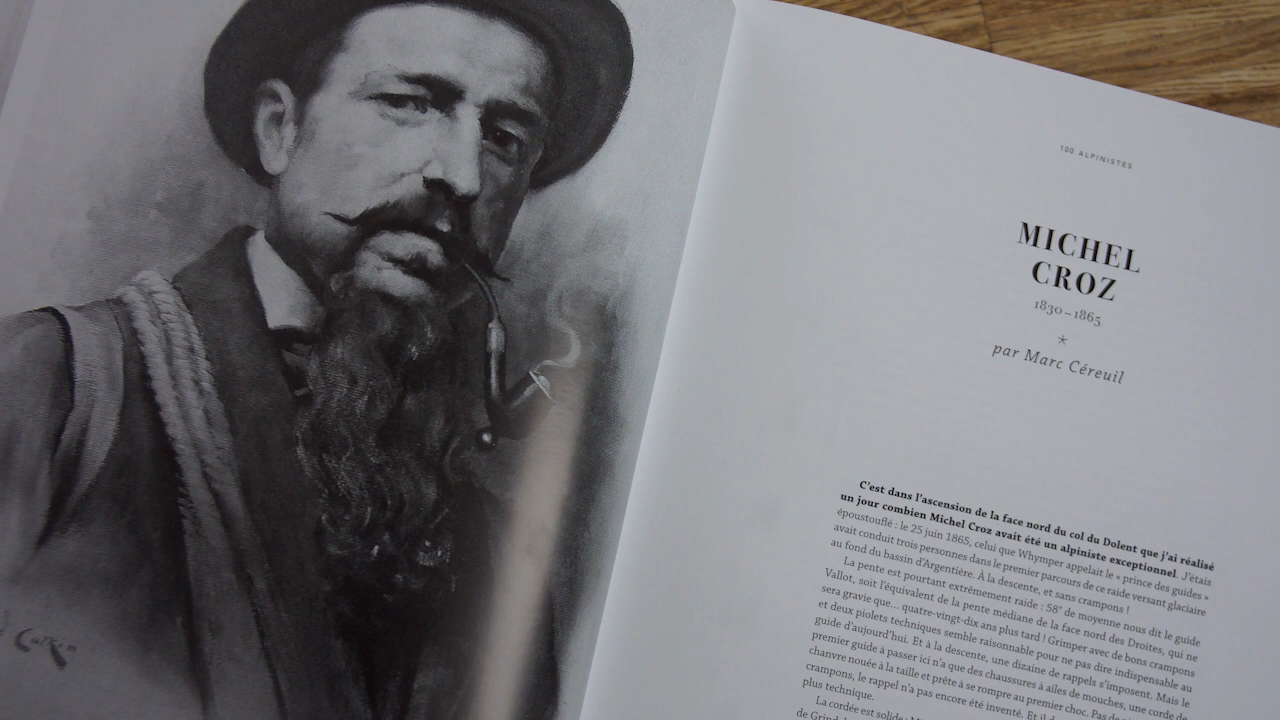 100 ALPINISTES
MICHEL
CROZ
1830–1865
*
par Marc Céreuil
C’est dans l’ascension de la face nord du col du Dolent que j’ai réalisé
un jour combien Michel Croz avait été un alpiniste exceptionnel. J’étais
époustouflé : le 25 juin 1865, celui que Whymper appelait le « prince des guides »
avait conduit trois personnes dans le premier parcours de ce raide versant glaciaire
au fond du bassin d’Argentière. À la descente, et sans crampons !
La pente est pourtant extrêmement raide : 58° de moyenne nous dit le guide
Vallot, soit l’équivalent de la pente médiane de la face nord des Droites, qui ne
sera gravie que… quatre-vingt-dix ans plus tard ! Grimper avec de bons crampons
et deux piolets techniques semble raisonnable pour ne pas dire indispensable au
guide d’aujourd’hui. Et à la descente, une dizaine de rappels s’imposent. Mais le
premier guide à passer ici n’a que des chaussures à ailes de mouches, une corde de
chanvre nouée à la taille et prête à se rompre au premier choc. Pas de
crampons, le rappel n’a pas encore été inventé. Et il
plus technique.
La cordée est solide :
de